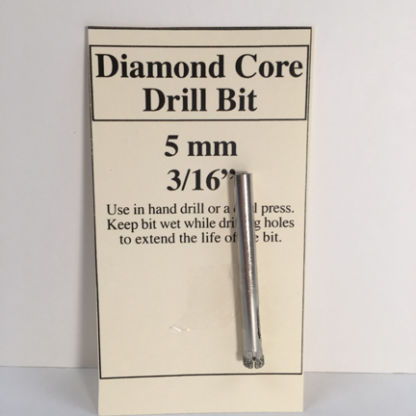 Diamond Core
Drill Bit
5 mm
3/16”
Use in hand drill or a l press.
Keep bit wet while dri g holes
to extend the life of e bit.